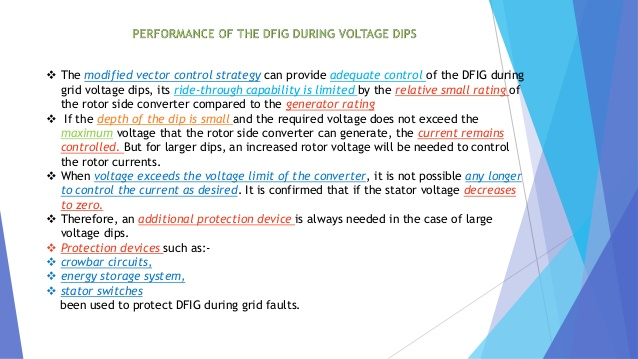 PERFORMANCE OF THE DFIG DURING VOLTAGE DIPS
❖ The modified vector control strategy can provide adequate control of the DFIG during
grid voltage dips, its ride-through capability is limited by the relative small rating of
the rotor side converter compared to the generator rating
❖ If the depth of the dip is small and the required voltage does not exceed the
maximum voltage that the rotor side converter can generate, the current remains
controlled. But for larger dips, an increased rotor voltage will be needed to control
the rotor currents.
❖ When voltage exceeds the voltage limit of the converter, it is not possible any longer
to control the current as desired. It is confirmed that if the stator voltage decreases
to zero.
❖ Therefore, an additional protection device is always needed in the case of large
voltage dips.
❖ Protection devices such as:-
❖ crowbar circuits,
❖ energy storage system,
❖ stator switches
been used to protect DFIG during grid faults.